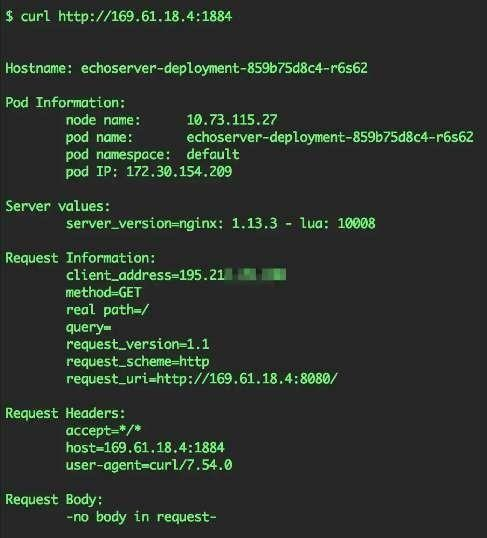 $ curl http://169.61.18.4:1884
Hostname: echoserver-deployment-859b75d8c4-r6s62
Pod Information:
node name: 10.73.115.27
pod name: echoserver-deployment-859b75d8c4-r6s62
pod namespace: default
pod IP: 172.30.154.209
Server values:
server_version=nginx: 1.13.3 - lua: 10008
Request Information:
client_address=195.21
method=GET
real path=/
query=
request_version=1.1
request_scheme=http
request_uri=http://169.61.18.4:8080/
Request Headers:
accept=*/*
host=169.61.18.4:1884
user-agent=curl/7.54.0
Request Body:
-no body in request-